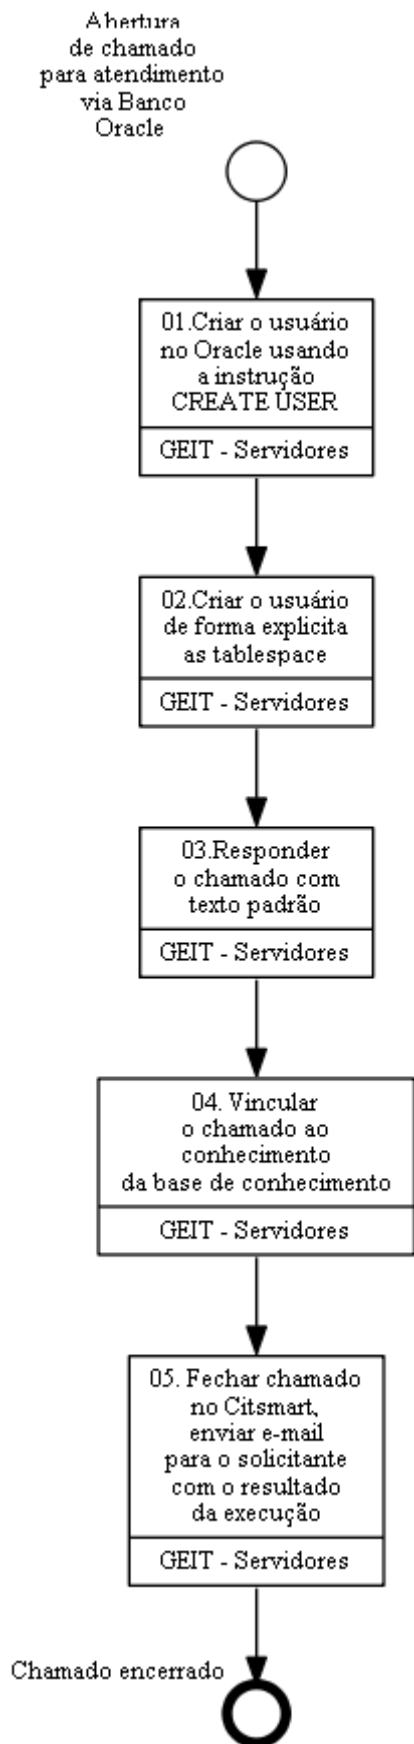 Abertura
de chamado
para atendimento
via Banco
Oracle
01.Criar o usuário
no Oracle usando
a instrução
CREATE USER
GEIT - Servidores
02.Criar o usuário
de forma explicita
as tablespace
GEIT - Servidores
03.Responder
o chamado com
texto padrão
GEIT - Servidores
04. Vincular
o chamado ao
conhecimento
da base de conhecimento
GEIT - Servidores
05. Fechar chamado
no Citsmart,
enviar e-mail
para o solicitante
com o resultado
da execução
GEIT - Servidores
Chamado encerrado